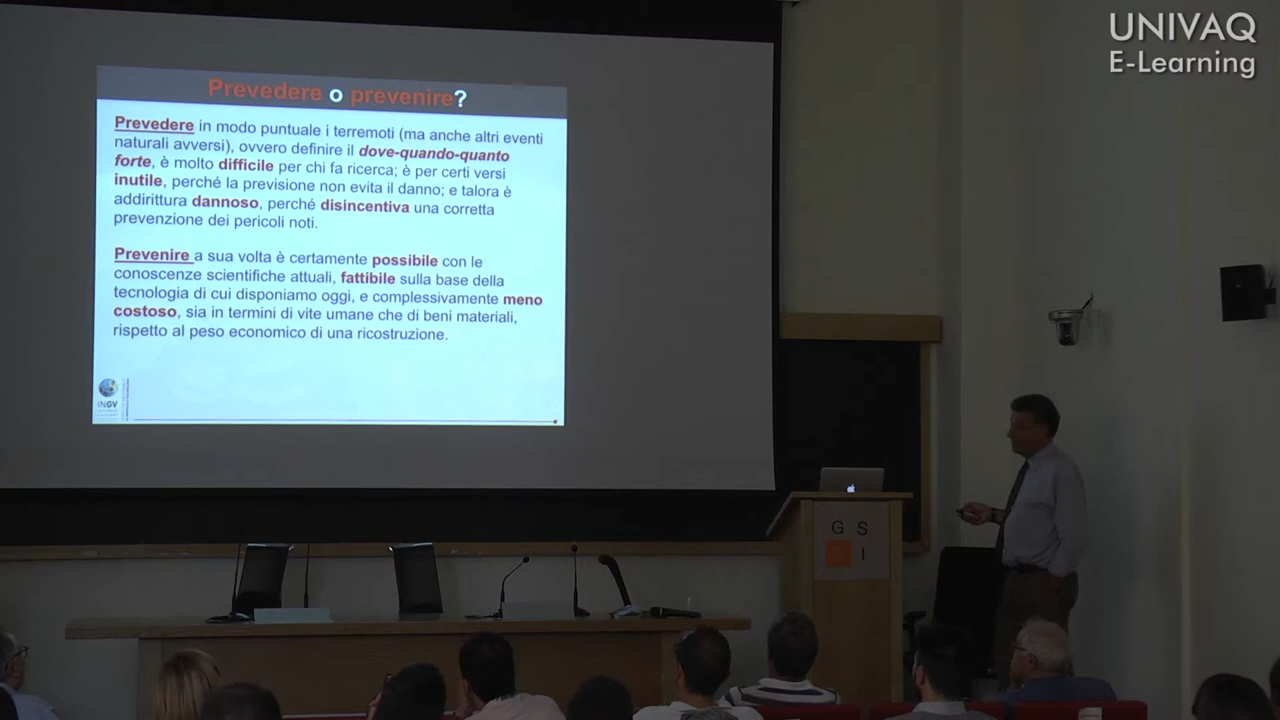 UNIVAQ
E-Learning
Prevedere o prevenire?
Prevedere in modo puntuale i terremoti (ma anche altri eventi
naturali avversi), ovvero definire il dove-quando-quanto
forte, è molto difficile per chi fa ricerca; è per certi versi
inutile, perché la previsione non evita il danno; e talora è
addirittura dannoso, perché disincentiva una corretta
prevenzione dei pericoli noti.
Prevenire a sua volta è certamente possibile con le
conoscenze scientifiche attuali, fattibile sulla base della
tecnologia di cui disponiamo oggi, e complessivamente meno
costoso, sia in termini di vite umane che di beni materiali,
rispetto al peso economico di una ricostruzione.
INGV
G S
I